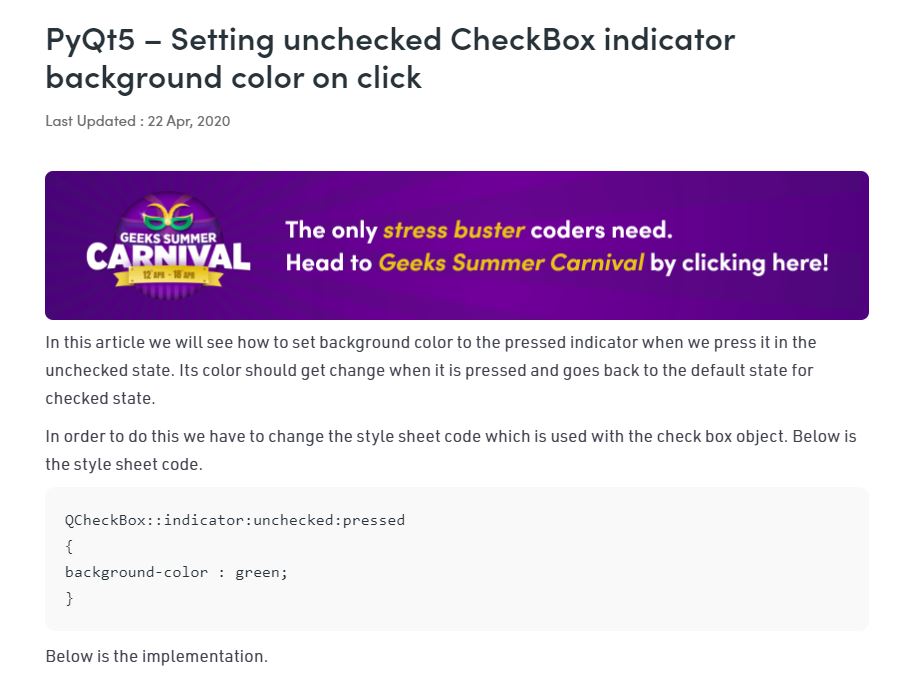 PyQt5 – Setting unchecked CheckBox indicator
background color on click
Last Updated : 22 Apr, 2020
GEEKS SUMMER
CARNIVAL
12 APR - 18 APR
The only stress buster coders need.
Head to Geeks Summer Carnival by clicking here!
In this article we will see how to set background color to the pressed indicator when we press it in the
unchecked state. Its color should get change when it is pressed and goes back to the default state for
checked state.
In order to do this we have to change the style sheet code which is used with the check box object. Below is
the style sheet code.
QCheckBox::indicator:unchecked:pressed
{
background-color : green;
}
Below is the implementation.